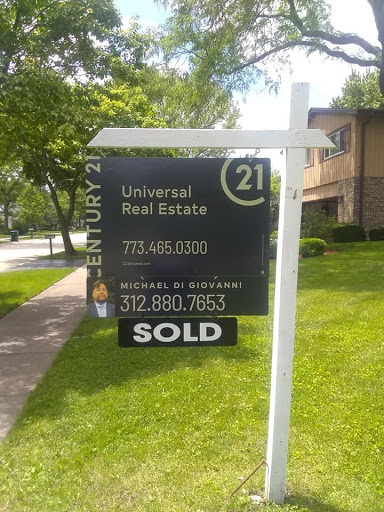 CENTURY 21
21
Universal
Real Estate
773.465.0300
MICHAEL DI GIOVANNI
312.880.7653
SOLD